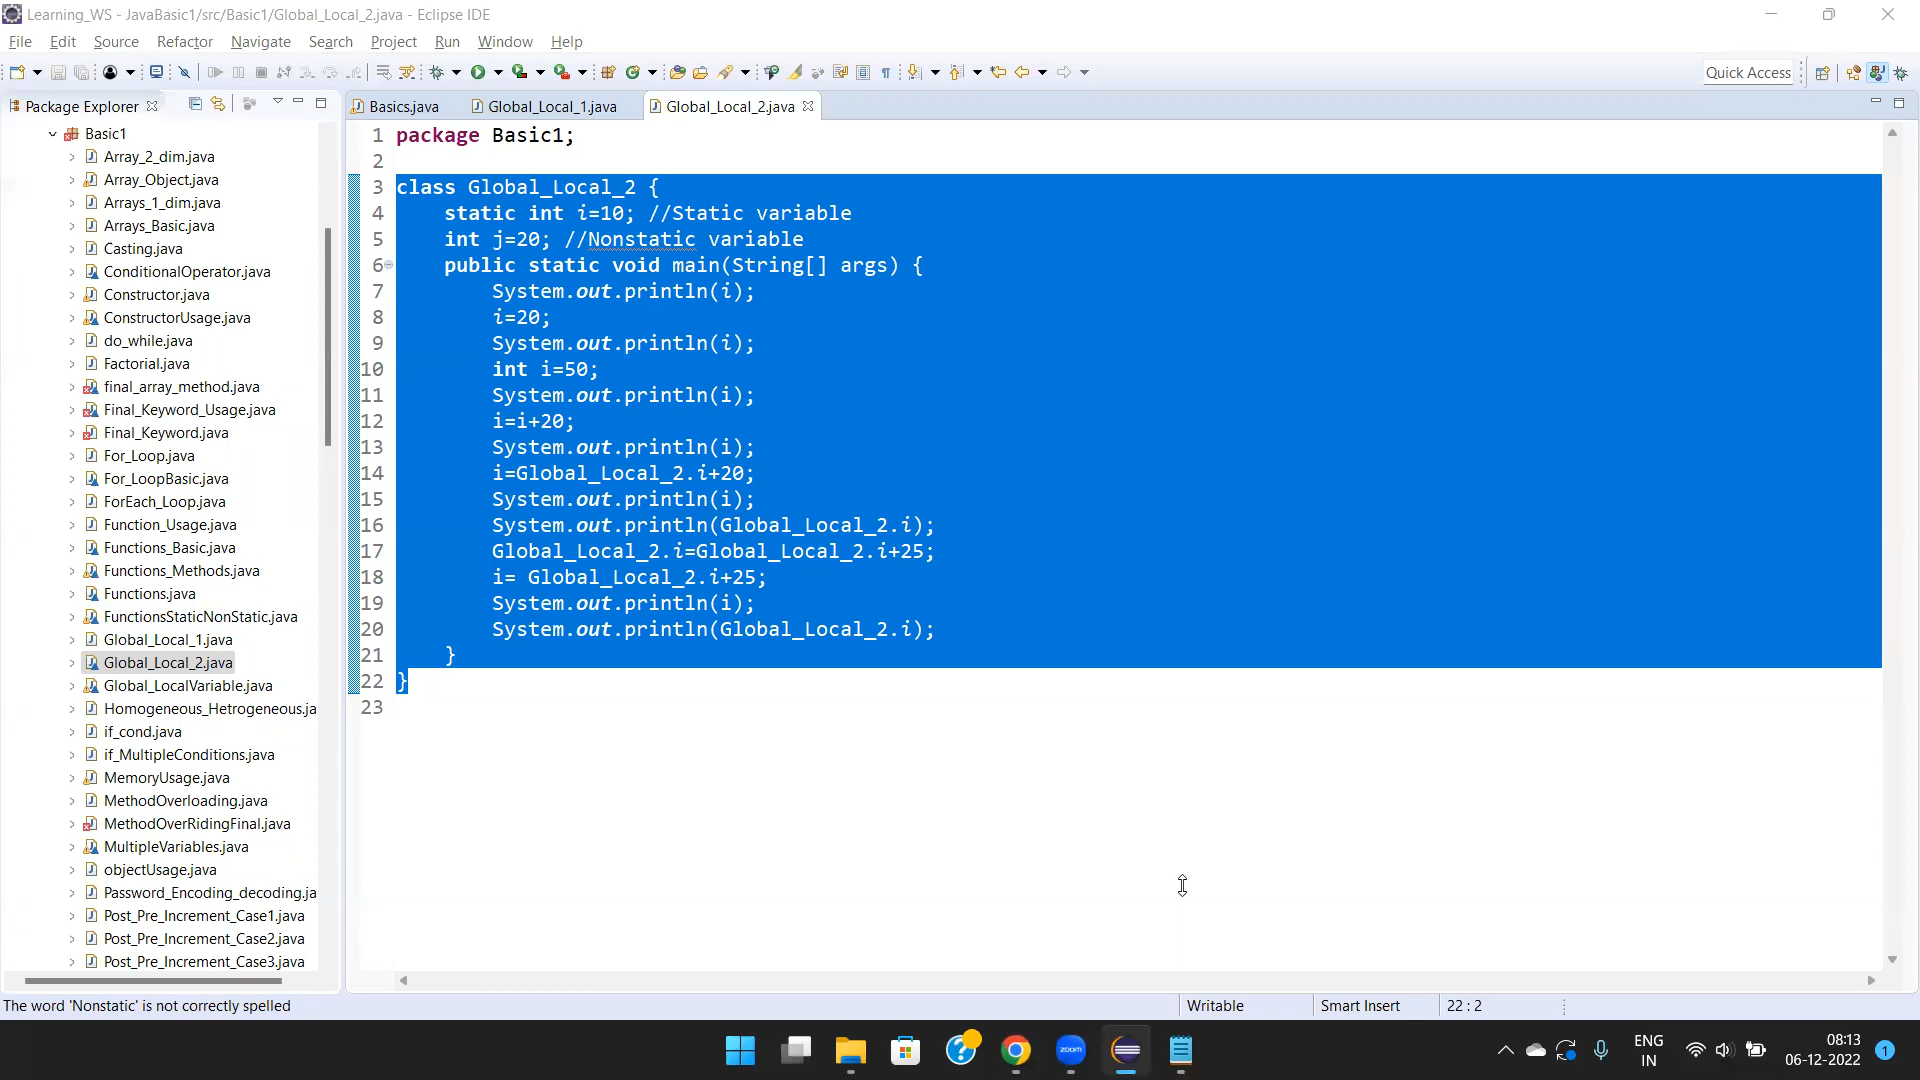 Learning_WS - JavaBasic1/src/Basic1/Global_Local_2.java - Eclipse IDE
File Edit Source Refactor Navigate Search Project Run Window Help
Quick Access
Package Explorer
Basics.java Global_Local_1.java Global_Local_2.java
Basic1
Array_2_dim.java
Array_Object.java
Arrays_1_dim.java
Arrays_Basic.java
Casting.java
ConditionalOperator.java
Constructor.java
ConstructorUsage.java
do_while.java
Factorial.java
final_array_method.java
Final_Keyword_Usage.java
Final_Keyword.java
For_Loop.java
For_LoopBasic.java
ForEach_Loop.java
Function_Usage.java
Functions_Basic.java
Functions_Methods.java
Functions.java
FunctionsStaticNonStatic.java
Global_Local_1.java
Global_Local_2.java
Global_LocalVariable.java
Homogeneous_Hetrogeneous.ja
if_cond.java
if_MultipleConditions.java
MemoryUsage.java
MethodOverloading.java
MethodOverRidingFinal.java
MultipleVariables.java
objectUsage.java
Password_Encoding_decoding.ja
Post_Pre_Increment_Case1.java
Post_Pre_Increment_Case2.java
Post_Pre_Increment_Case3.java
1 package Basic1;
2
3 class Global_Local_2 {
4 static int i=10; //Static variable
5 int j=20; //Nonstatic variable
6 public static void main(String[] args) {
7 System.out.println(i);
8 i=20;
9 System.out.println(i);
10 int i=50;
11 System.out.println(i);
12 i=i+20;
13 System.out.println(i);
14 i=Global_Local_2.i+20;
15 System.out.println(i);
16 System.out.println(Global_Local_2.i);
17 Global_Local_2.i=Global_Local_2.i+25;
18 i= Global_Local_2.i+25;
19 System.out.println(i);
20 System.out.println(Global_Local_2.i);
21 }
22 }
23
The word 'Nonstatic' is not correctly spelled Writable Smart Insert 22 : 2
zoom
ENG
IN
08:13
06-12-2022
1